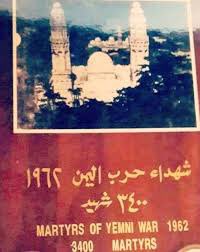 شهداء حرب اليمن ١٩٦٢
٣٤٠٠ شهيد
MARTYRS OF YEMNI WAR 1962
3400 MARTYRS